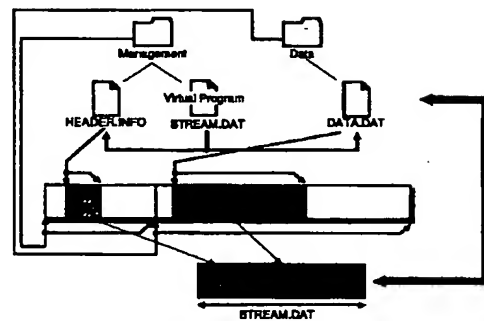 Management
Data
Virtual Program
HEADER.INFO
STREAM.DAT
DATA.DAT
STREAM.DAT